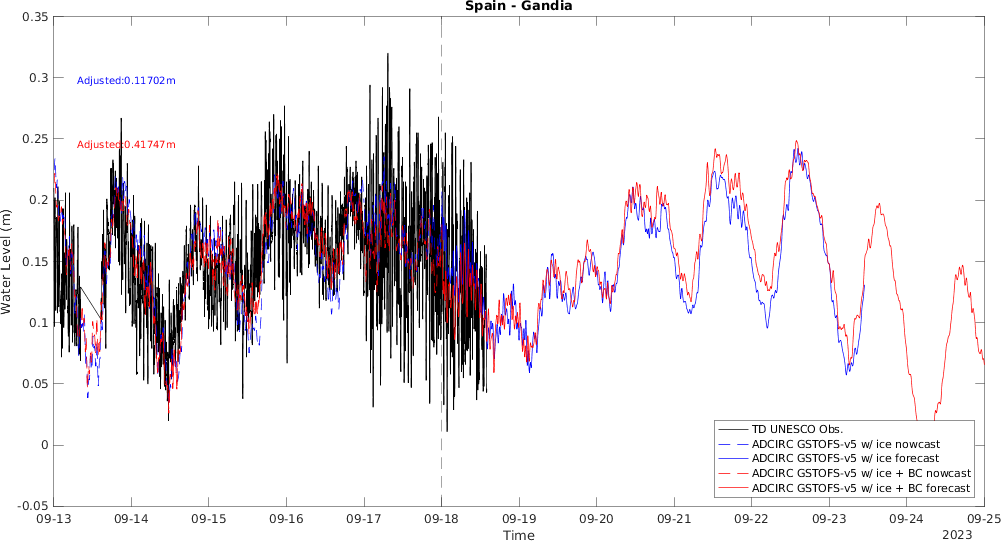 Spain - Gandia
0.35
0.3
0.25
0.2
0.15
0.1
0.05
0
-0.05
Water Level (m)
Adjusted:0.11702m
Adjusted:0.41747m
TD UNESCO Obs.
ADCIRC GSTOFS-v5 w/ ice nowcast
ADCIRC GSTOFS-v5 w/ ice forecast
ADCIRC GSTOFS-v5 w/ ice + BC nowcast
ADCIRC GSTOFS-v5 w/ ice + BC forecast
09-13 09-14 09-15 09-16 09-17 09-18 09-19 09-20 09-21 09-22 09-23 09-24 09-25
Time
2023